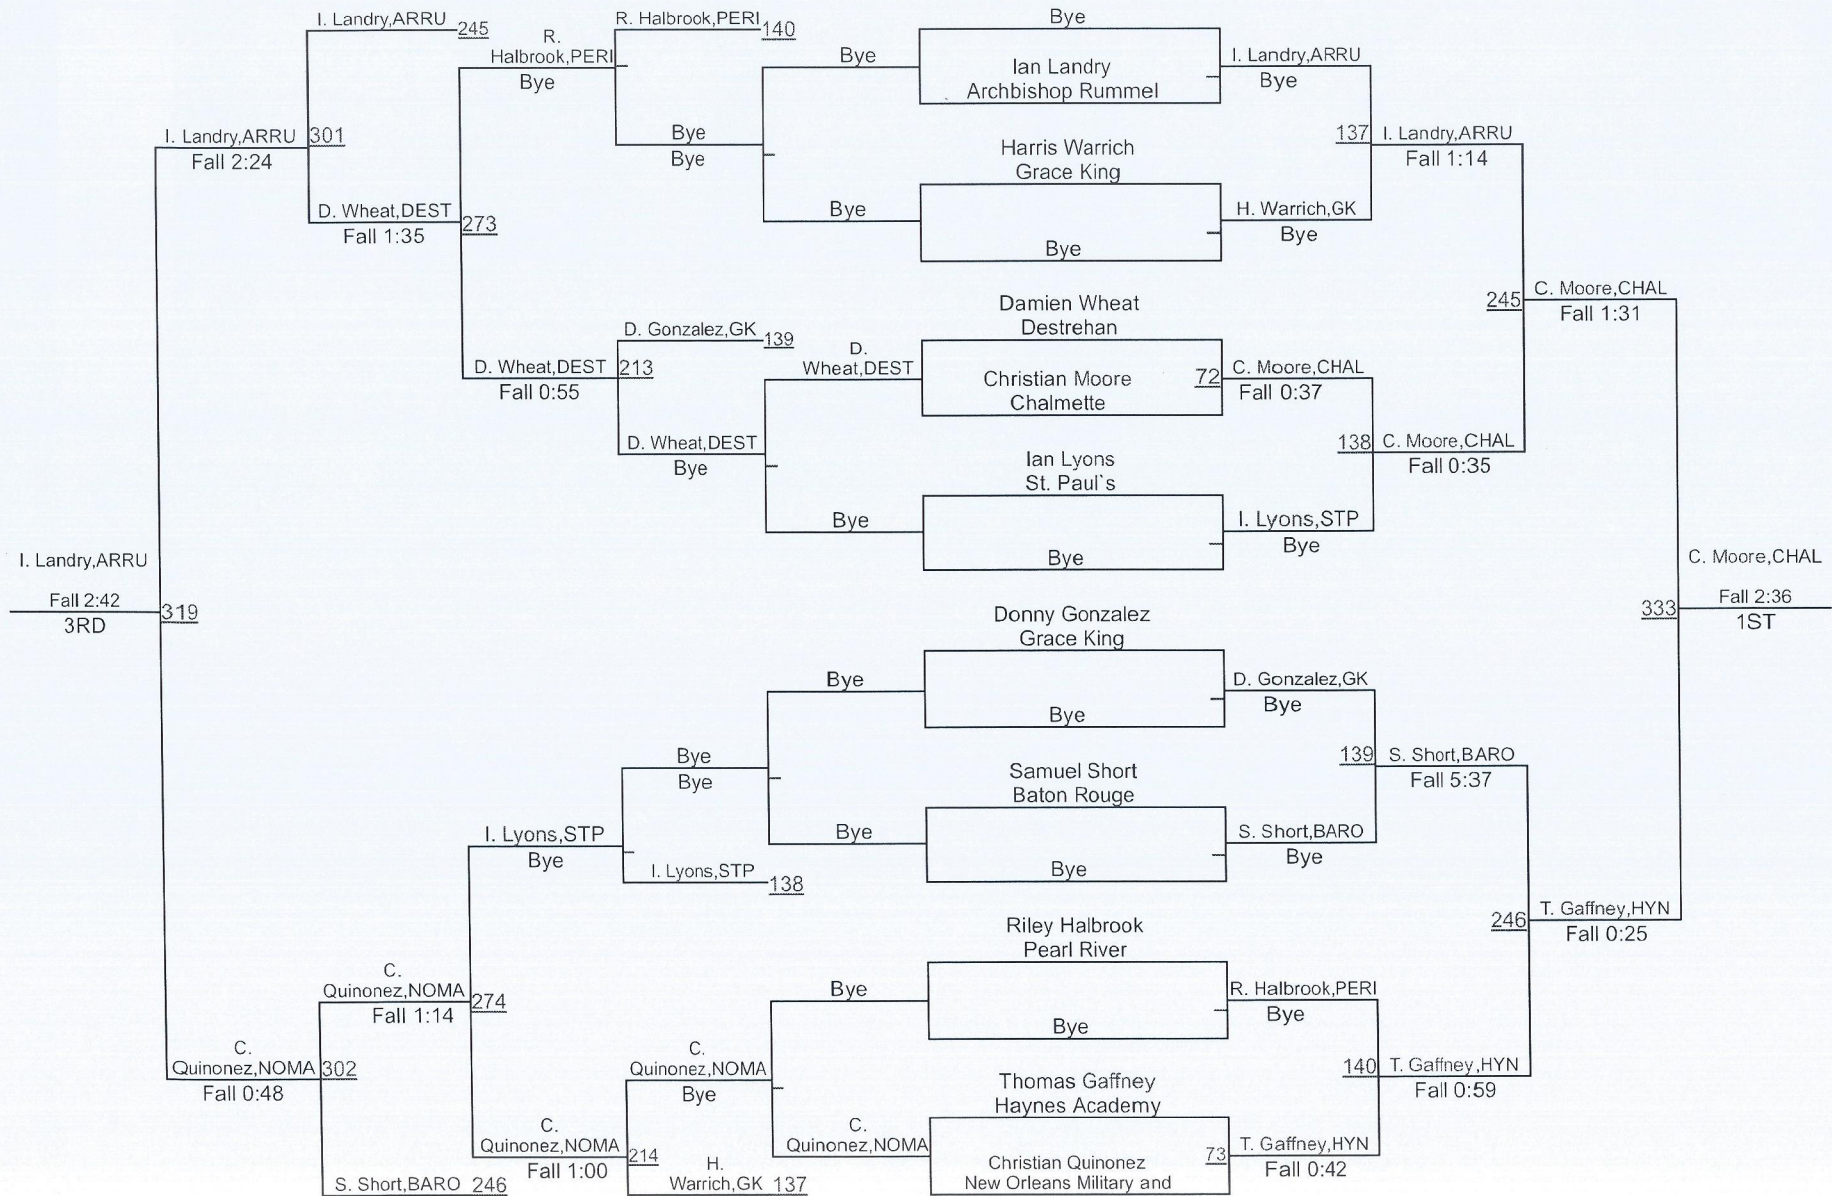 I. Landry,ARRU
245
R.
Halbrook,PERI
Bye
R. Halbrook,PERI
140
Bye
Bye
Ian Landry
Archbishop Rummel
I. Landry,ARRU
Bye
I. Landry,ARRU
Fall 2:24
301
Bye
Bye
Harris Warrich
Grace King
137
I. Landry,ARRU
Fall 1:14
D. Wheat,DEST
Fall 1:35
273
Bye
Bye
H. Warrich,GK
Bye
Damien Wheat
Destrehan
245
C. Moore,CHAL
Fall 1:31
D. Gonzalez,GK
139
D. Wheat,DEST
Fall 0:55
213
D.
Wheat,DEST
Christian Moore
Chalmette
72
C. Moore,CHAL
Fall 0:37
D. Wheat,DEST
Bye
Ian Lyons
St. Paul`s
138
C. Moore,CHAL
Fall 0:35
Bye
Bye
I. Lyons,STP
Bye
I. Landry,ARRU
Fall 2:42
3RD
319
Donny Gonzalez
Grace King
333
C. Moore,CHAL
Fall 2:36
1ST
Bye
Bye
D. Gonzalez,GK
Bye
Bye
Bye
Samuel Short
Baton Rouge
139
S. Short,BARO
Fall 5:37
I. Lyons,STP
Bye
Bye
Bye
S. Short,BARO
Bye
I. Lyons,STP
138
Riley Halbrook
Pearl River
246
T. Gaffney,HYN
Fall 0:25
C.
Quinonez,NOMA
Fall 1:14
274
Bye
Bye
R. Halbrook,PERI
Bye
C.
Quinonez,NOMA
Fall 0:48
302
C.
Quinonez,NOMA
Bye
Thomas Gaffney
Haynes Academy
140
T. Gaffney,HYN
Fall 0:59
C.
Quinonez,NOMA
Fall 1:00
214
C.
Quinonez,NOMA
Christian Quinonez
New Orleans Military and
73
T. Gaffney,HYN
Fall 0:42
S. Short,BARO
246
H.
Warrich,GK
137